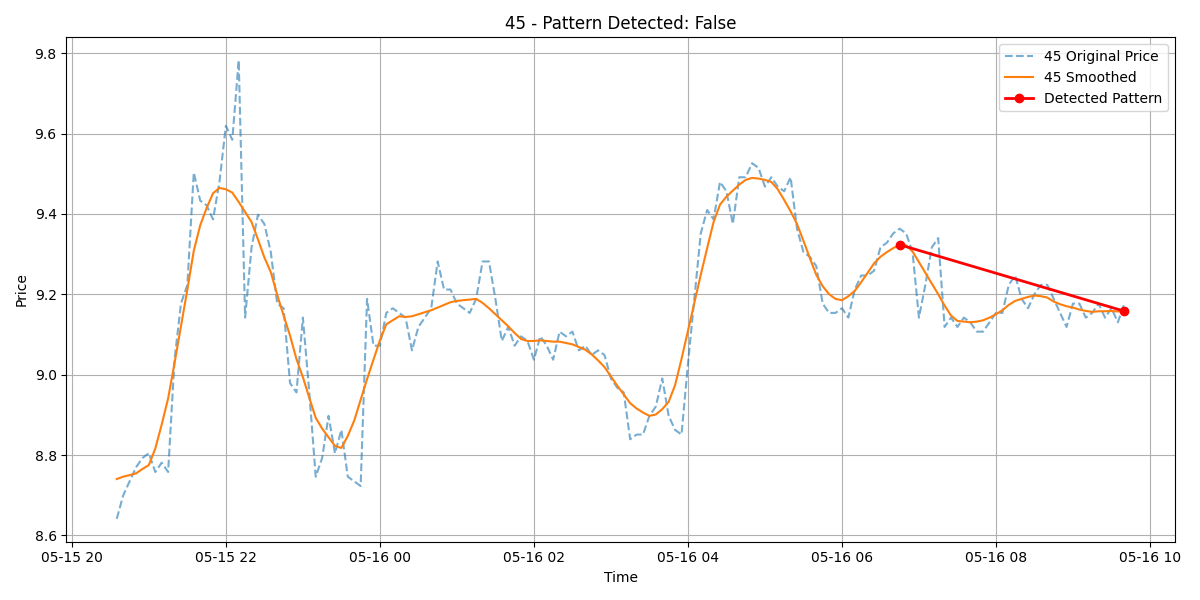 45 - Pattern Detected: False
45 Original Price
45 Smoothed
Detected Pattern
Price
9.8
9.6
9.4
9.2
9.0
8.8
8.6
05-15 20
05-15 22
05-16 00
05-16 02
05-16 04
05-16 06
05-16 08
05-16 10
Time